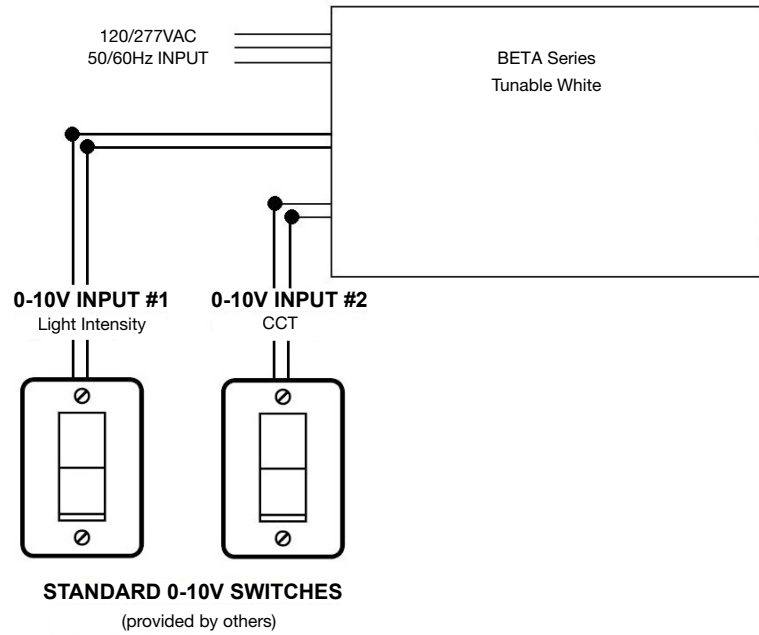 120/277VAC
50/60Hz INPUT
BETA Series
Tunable White
0-10V INPUT #1
Light Intensity
0-10V INPUT #2
CCT
STANDARD 0-10V SWITCHES
(provided by others)